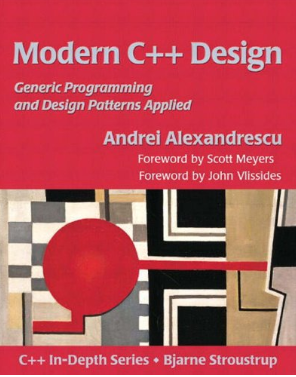 Modern C++ Design
Generic Programming
and Design Patterns Applied
Andrei Alexandrescu
Foreword by Scott Meyers
Foreword by John Vlissides
C++ In-Depth Series • Bjarne Stroustrup